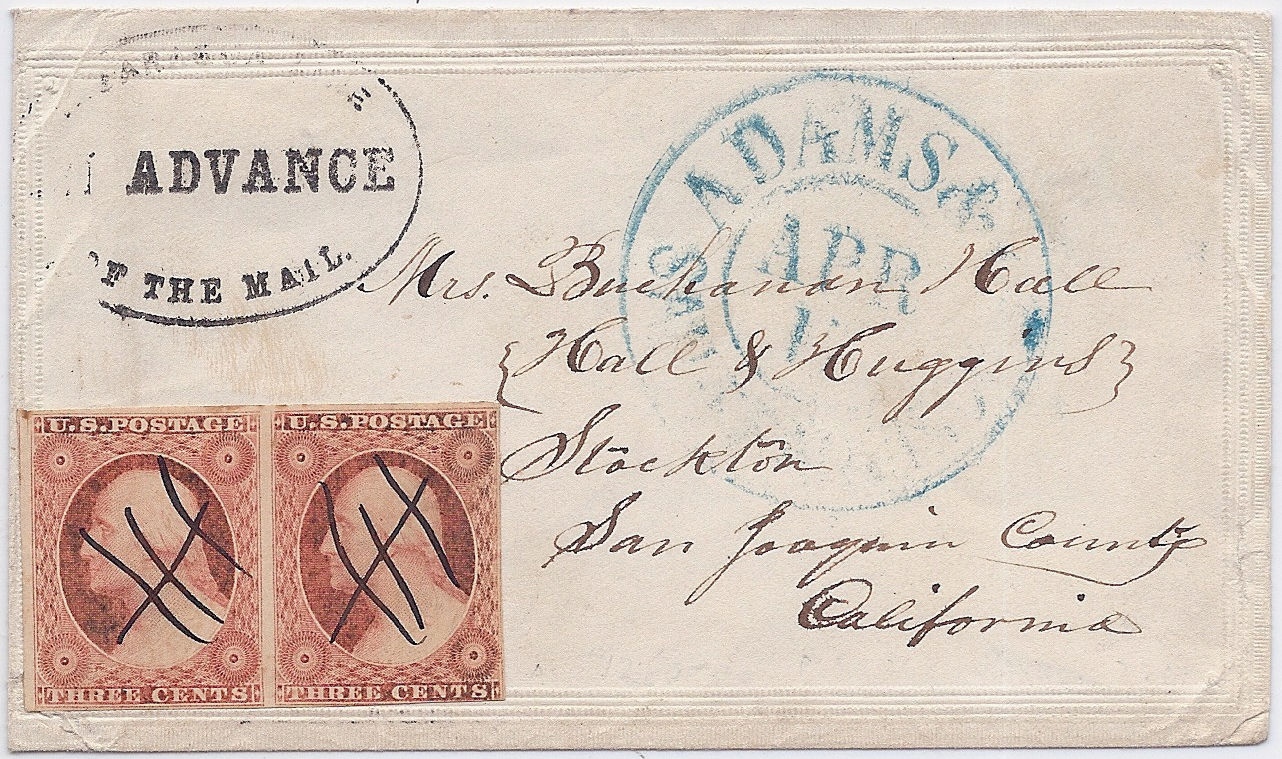 ADVANCE
OF THE MAIL.
ADAMS &
APR
Mrs. Buchanan Hall
{Hall & Huggins}
Stockton
San Joaquin County
California
U.S. POSTAGE
THREE CENTS
U.S. POSTAGE
THREE CENTS